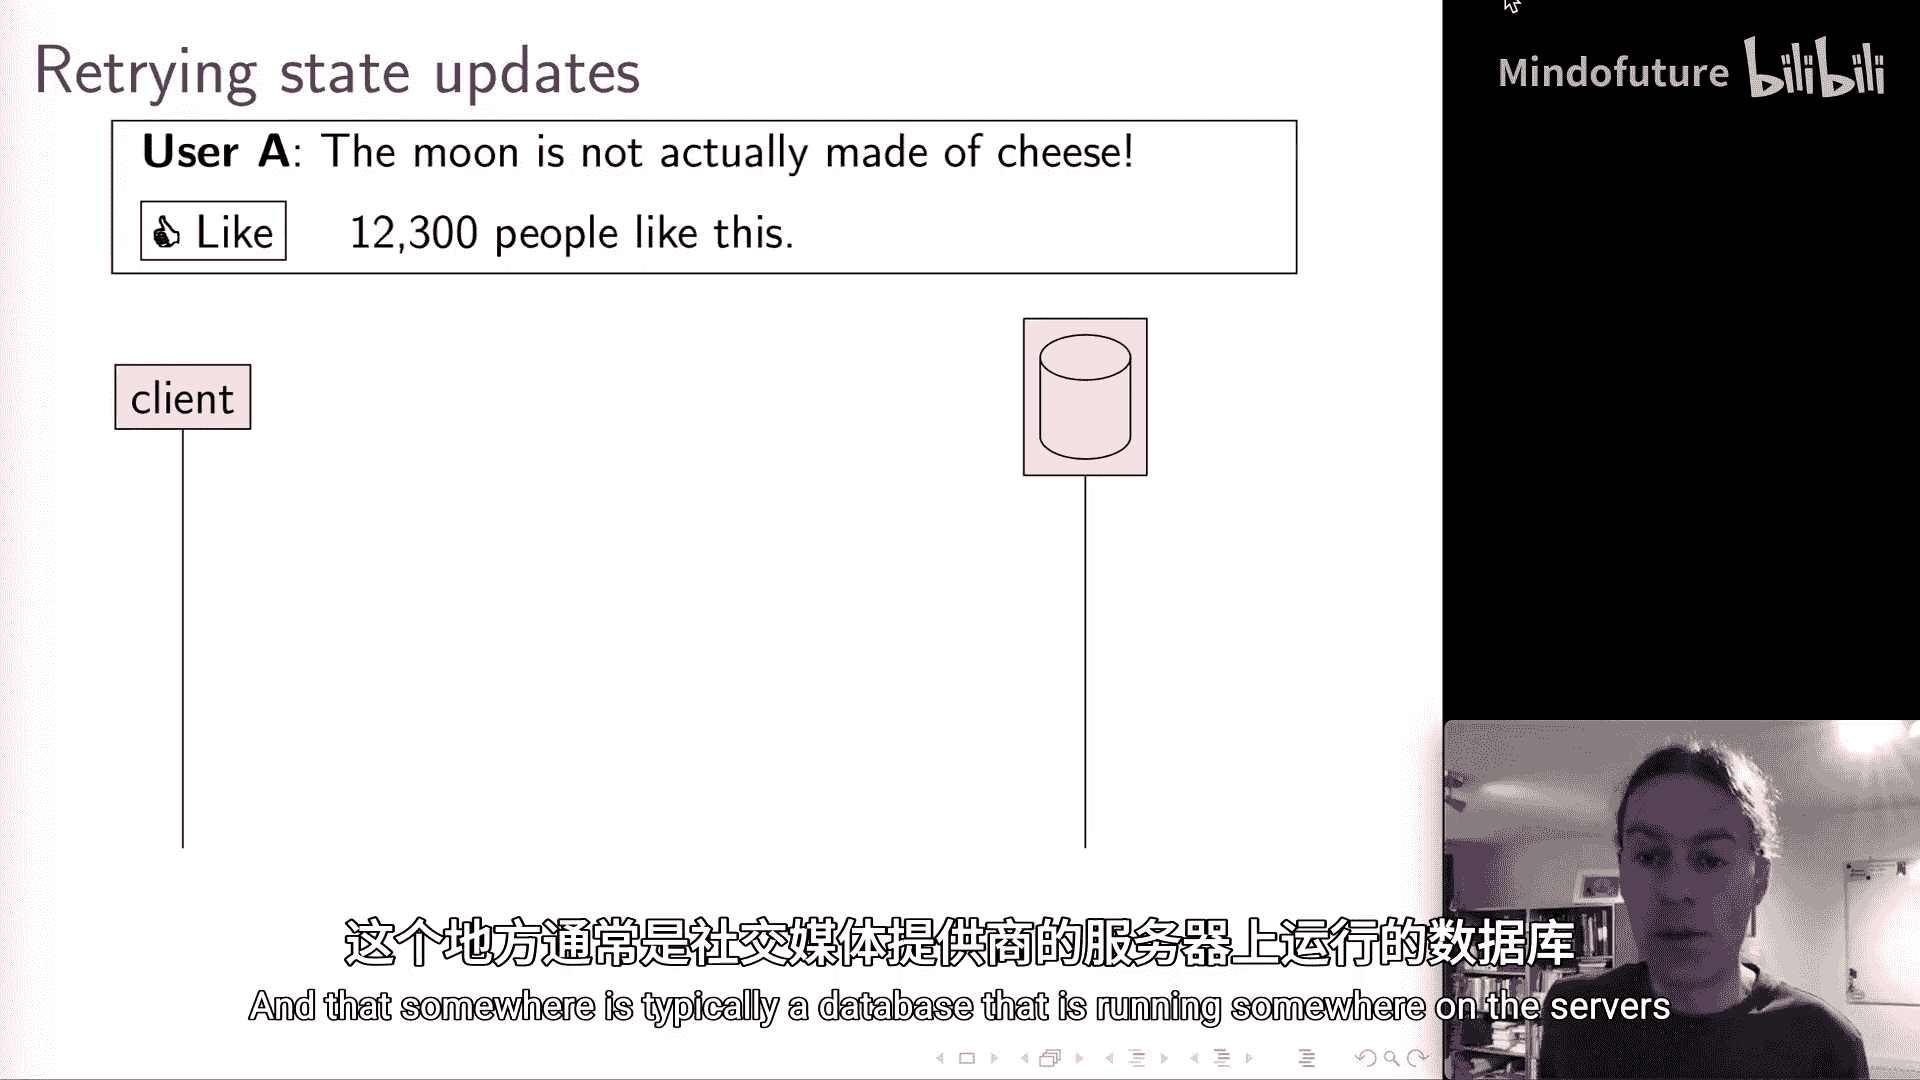 Retrying state updates
Mindofuture bilibili
User A: The moon is not actually made of cheese!
👍 Like 12,300 people like this.
client
这个地方通常是社交媒体提供商的服务器上运行的数据库
And that somewhere is typically a database that is running somewhere on the servers